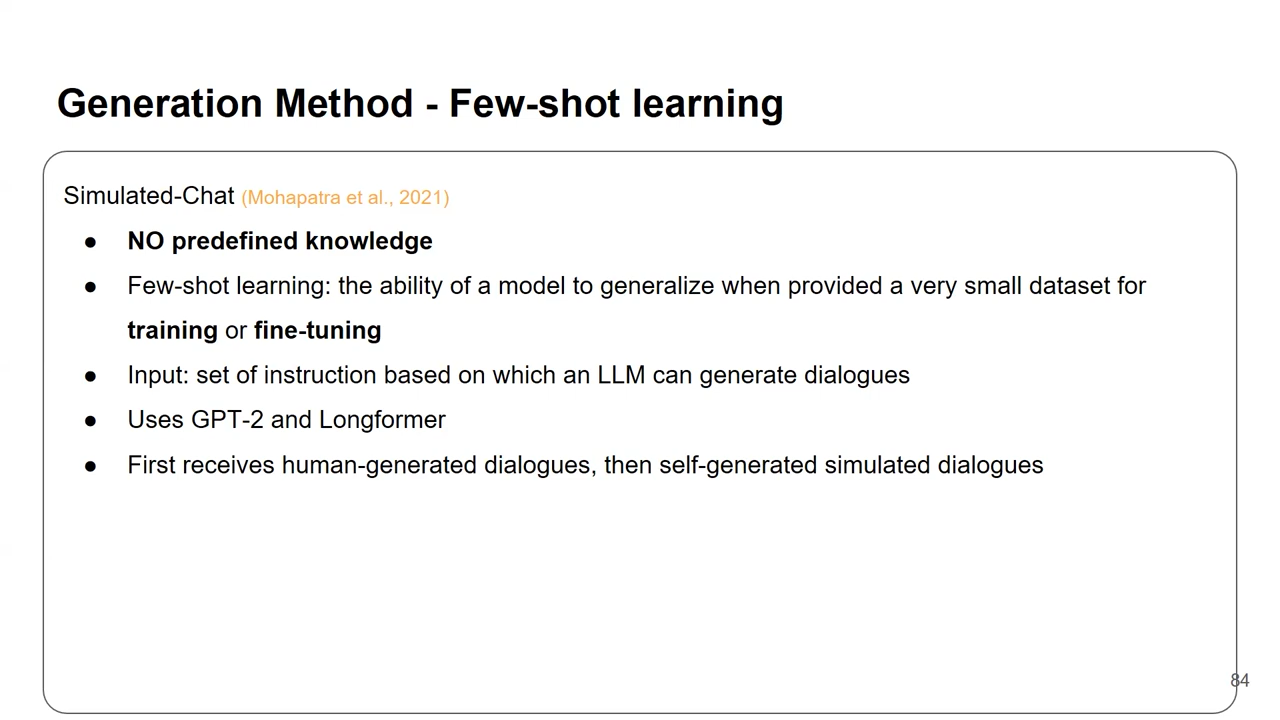 Generation Method - Few-shot learning
Simulated-Chat (Mohapatra et al., 2021)
● NO predefined knowledge
● Few-shot learning: the ability of a model to generalize when provided a very small dataset for
training or fine-tuning
● Input: set of instruction based on which an LLM can generate dialogues
● Uses GPT-2 and Longformer
● First receives human-generated dialogues, then self-generated simulated dialogues
84